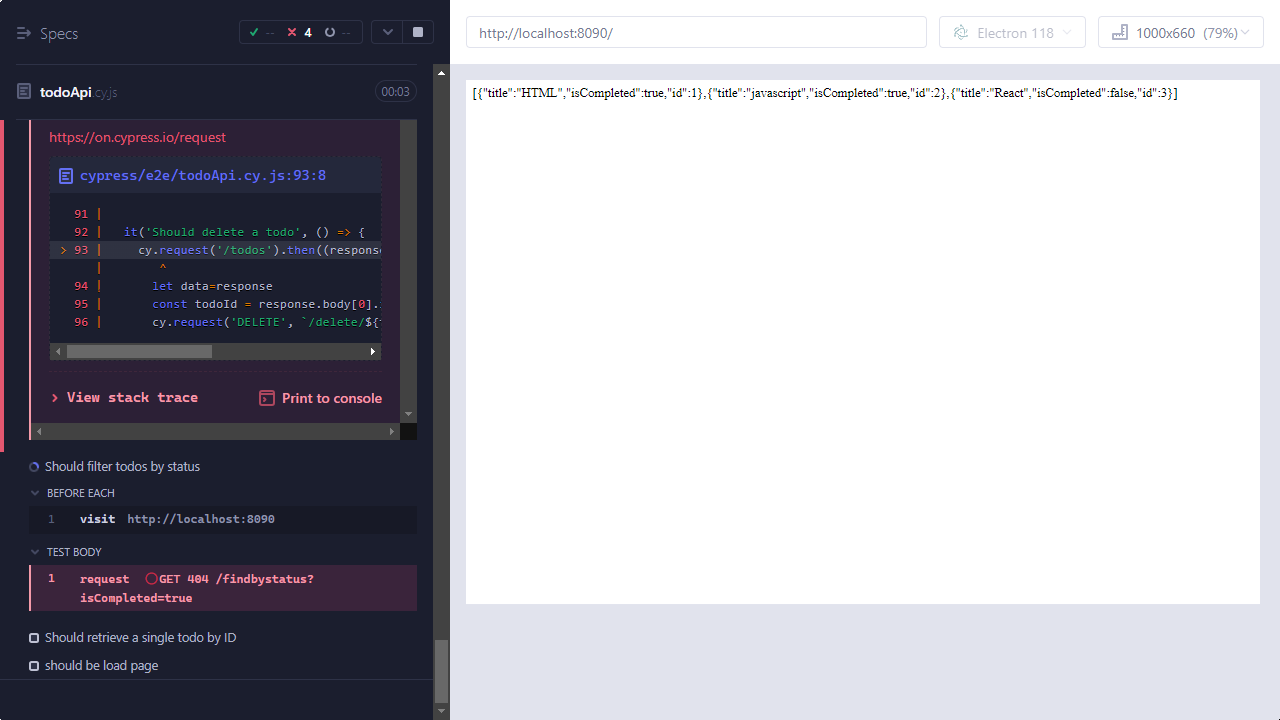 Specs
-- 4 --
todoApi.cy.js
00:03
https://on.cypress.io/request
cypress/e2e/todoApi.cy.js:93:8
91 |
92 | it('Should delete a todo', () => {
> 93 | cy.request('/todos').then((response
| ^
94 | let data=response
95 | const todoId = response.body[0].
96 | cy.request('DELETE', `/delete/${
> View stack trace
Print to console
Should filter todos by status
BEFORE EACH
1 visit http://localhost:8090
TEST BODY
1 request GET 404 /findbystatus?
isCompleted=true
Should retrieve a single todo by ID
should be load page
http://localhost:8090/
Electron 118
1000x660 (79%)
[{"title":"HTML","isCompleted":true,"id":1},{"title":"javascript","isCompleted":true,"id":2},{"title":"React","isCompleted":false,"id":3}]